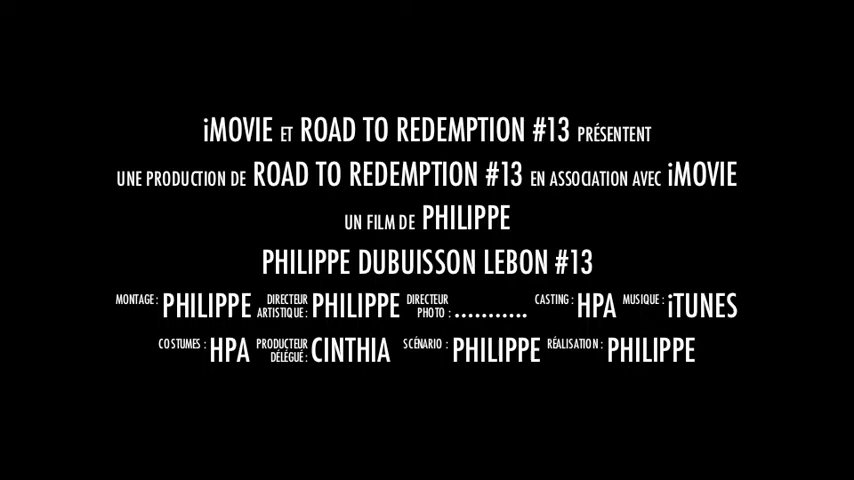 iMOVIE ET ROAD TO REDEMPTION #13 PRÉSENTENT
UNE PRODUCTION DE ROAD TO REDEMPTION #13 EN ASSOCIATION AVEC iMOVIE
UN FILM DE PHILIPPE
PHILIPPE DUBUISSON LEBON #13
MONTAGE : PHILIPPE DIRECTEUR ARTISTIQUE : PHILIPPE DIRECTEUR PHOTO : ........... CASTING : HPA MUSIQUE : iTUNES
COSTUMES : HPA PRODUCTEUR DÉLÉGUÉ : CINTHIA SCÉNARIO : PHILIPPE RÉALISATION : PHILIPPE